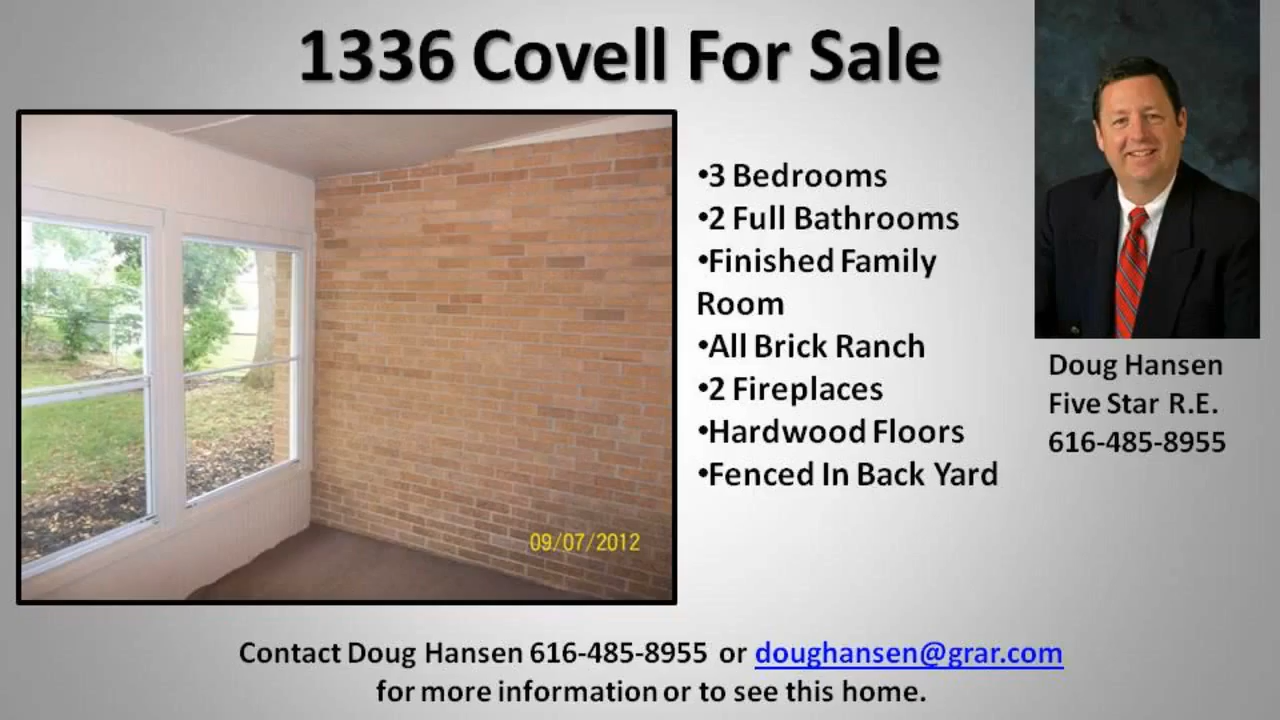 1336 Covell For Sale
•3 Bedrooms
•2 Full Bathrooms
•Finished Family
Room
•All Brick Ranch
•2 Fireplaces
•Hardwood Floors
•Fenced In Back Yard
Doug Hansen
Five Star R.E.
616-485-8955
09/07/2012
Contact Doug Hansen 616-485-8955 or doughansen@grar.com
for more information or to see this home.